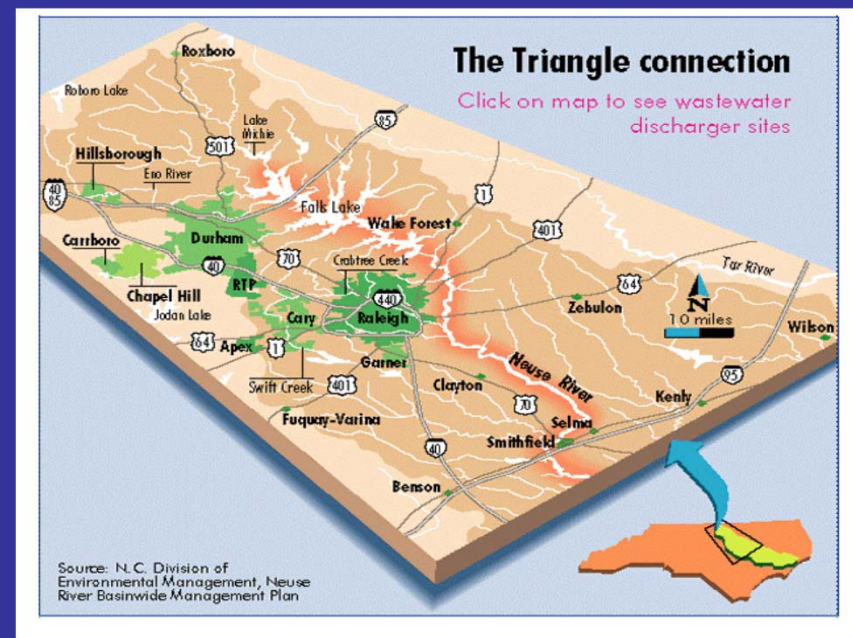 The Triangle connection
Click on map to see wastewater
discharger sites
Roxboro
Roboro Lake
Lake
Michie
85
501
Hillsborough
Eno River
40
85
1
Falls Lake
Wake Forest
401
Carrboro
Durham
70
Crabtree Creek
Tar River
40
64
RTP
440
N
Chapel Hill
Zebulon
10 miles
Jodan Lake
Cary
Raleigh
Wilson
64
Apex
1
Garner
Neuse River
95
Swift Creek
401
Clayton
Kenly
70
Fuquay-Varina
Selma
Smithfield
40
Benson
Source: N.C. Division of
Environmental Management, Neuse
River Basinwide Management Plan